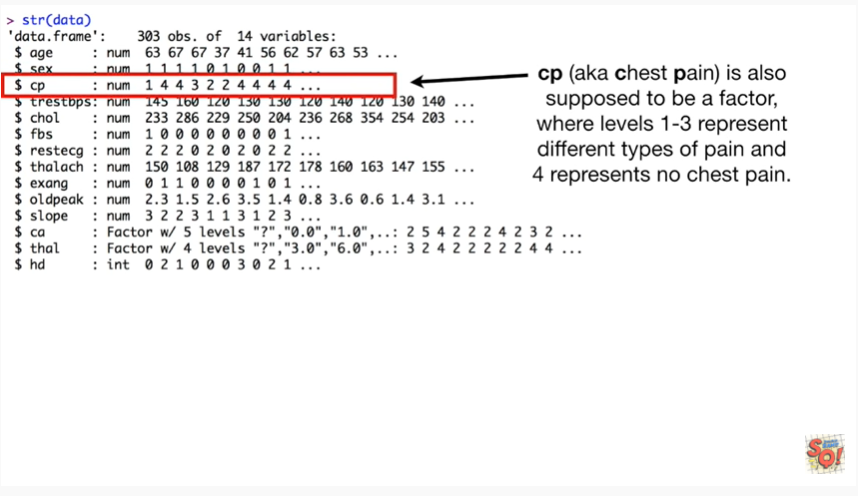 > str(data)
'data.frame': 303 obs. of 14 variables:
$ age : num 63 67 67 37 41 56 62 57 63 53 ...
$ sex : num 1 1 1 1 0 1 0 0 1 1 ...
$ cp : num 1 4 4 3 2 2 4 4 4 4 ...
$ trestbps: num 145 160 120 130 130 120 140 120 130 140 ...
$ chol : num 233 286 229 250 204 236 268 354 254 203 ...
$ fbs : num 1 0 0 0 0 0 0 0 0 1 ...
$ restecg : num 2 2 2 0 2 0 2 0 2 2 ...
$ thalach : num 150 108 129 187 172 178 160 163 147 155 ...
$ exang : num 0 1 1 0 0 0 0 1 0 1 ...
$ oldpeak : num 2.3 1.5 2.6 3.5 1.4 0.8 3.6 0.6 1.4 3.1 ...
$ slope : num 3 2 2 3 1 1 3 1 2 3 ...
$ ca : Factor w/ 5 levels "?","0.0","1.0",..: 2 5 4 2 2 2 4 2 3 2 ...
$ thal : Factor w/ 4 levels "?","3.0","6.0",..: 3 2 4 2 2 2 2 2 4 4 ...
$ hd : int 0 2 1 0 0 0 3 0 2 1 ...
cp (aka chest pain) is also
supposed to be a factor,
where levels 1-3 represent
different types of pain and
4 represents no chest pain.
SQ!